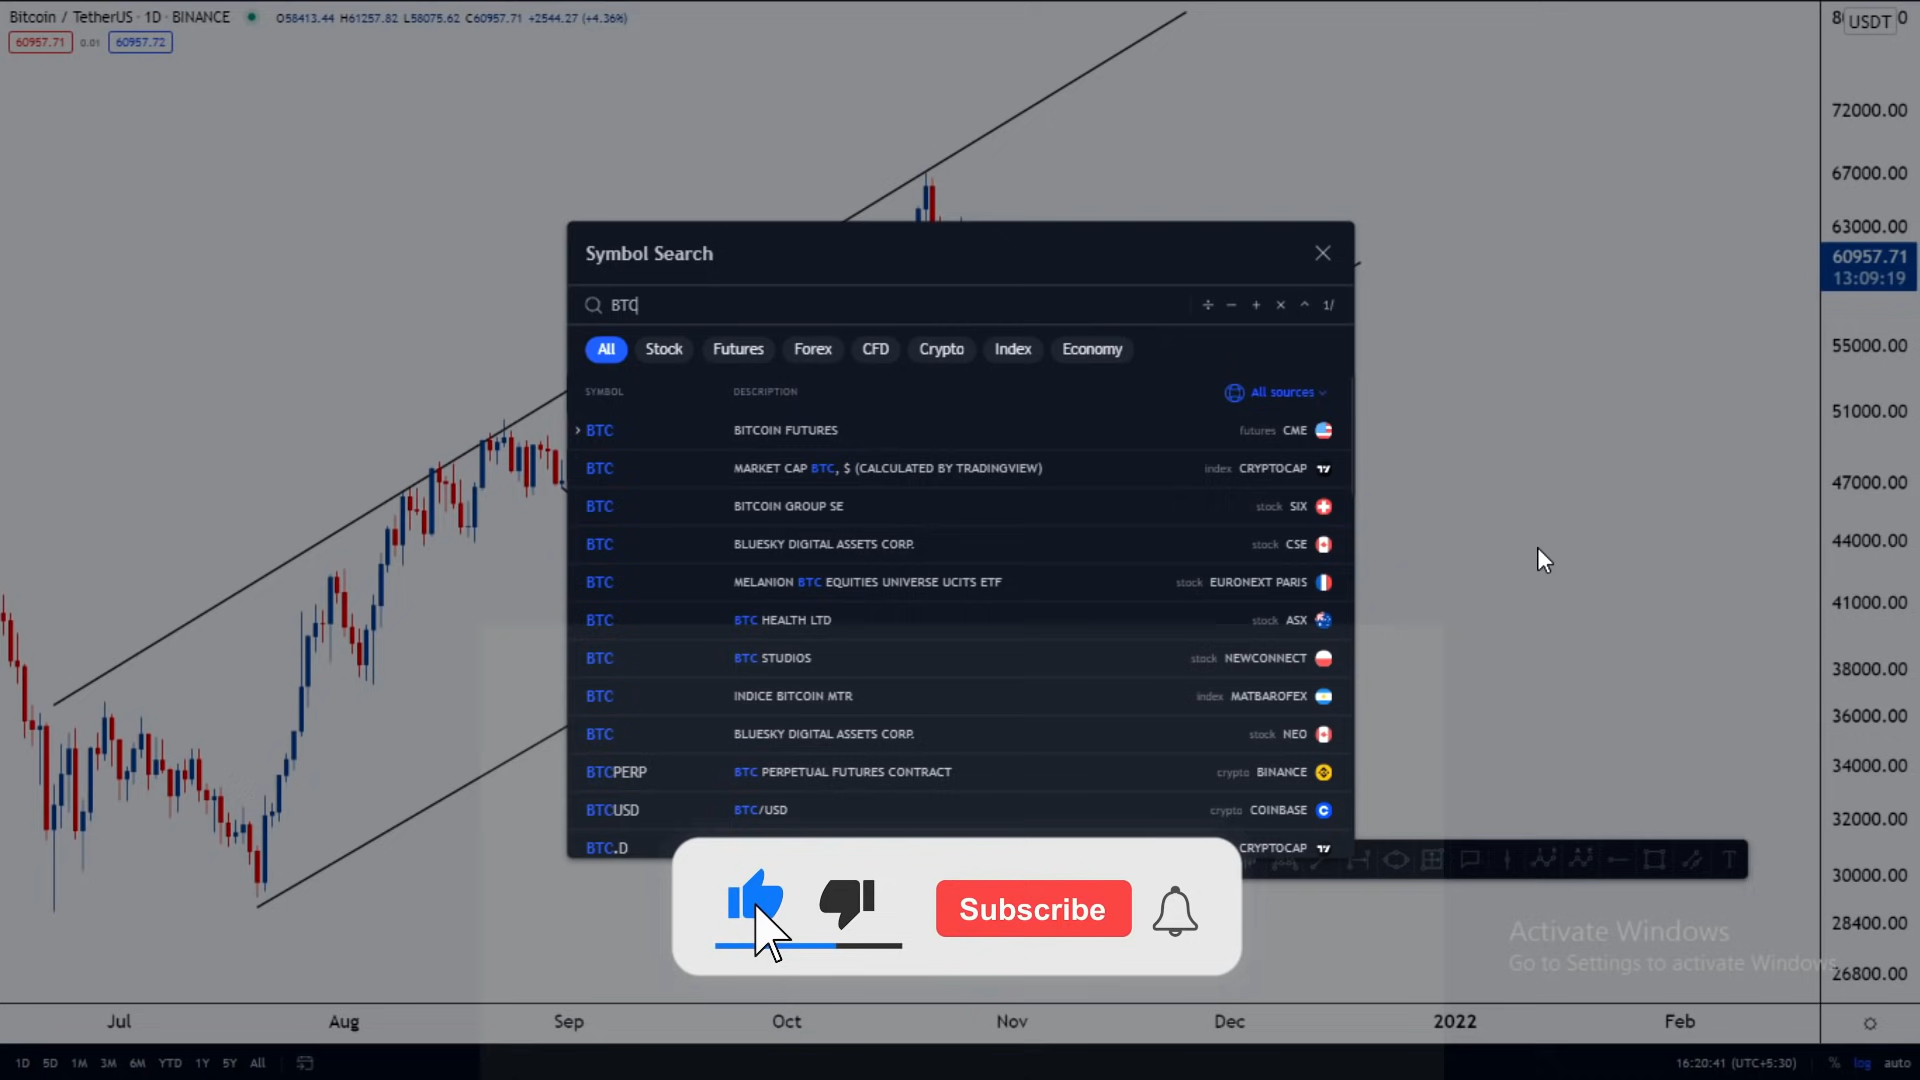 Bitcoin / TetherUS · 1D · BINANCE O58413.44 H61257.82 L58075.62 C60957.71 +2544.27 (+4.36%)
60957.71 0.01 60957.72
USDT
72000.00
67000.00
63000.00
60957.71
13:09:19
55000.00
51000.00
47000.00
44000.00
41000.00
38000.00
36000.00
34000.00
32000.00
30000.00
28400.00
26800.00
Symbol Search
BTC ÷ − + × ^ 1/
All Stock Futures Forex CFD Crypto Index Economy
SYMBOL DESCRIPTION All sources
BTC BITCOIN FUTURES futures CME
BTC MARKET CAP BTC, $ (CALCULATED BY TRADINGVIEW) index CRYPTOCAP
BTC BITCOIN GROUP SE stock SIX
BTC BLUESKY DIGITAL ASSETS CORP. stock CSE
BTC MELANION BTC EQUITIES UNIVERSE UCITS ETF stock EURONEXT PARIS
BTC BTC HEALTH LTD stock ASX
BTC BTC STUDIOS stock NEWCONNECT
BTC INDICE BITCOIN MTR index MATBAROFEX
BTC BLUESKY DIGITAL ASSETS CORP. stock NEO
BTCPERP BTC PERPETUAL FUTURES CONTRACT crypto BINANCE
BTCUSD BTC/USD crypto COINBASE
BTC.D CRYPTOCAP
Subscribe
Activate Windows
Go to Settings to activate Windows.
Jul Aug Sep Oct Nov Dec 2022 Feb
1D 5D 1M 3M 6M YTD 1Y 5Y All 16:20:41 (UTC+5:30) % log auto